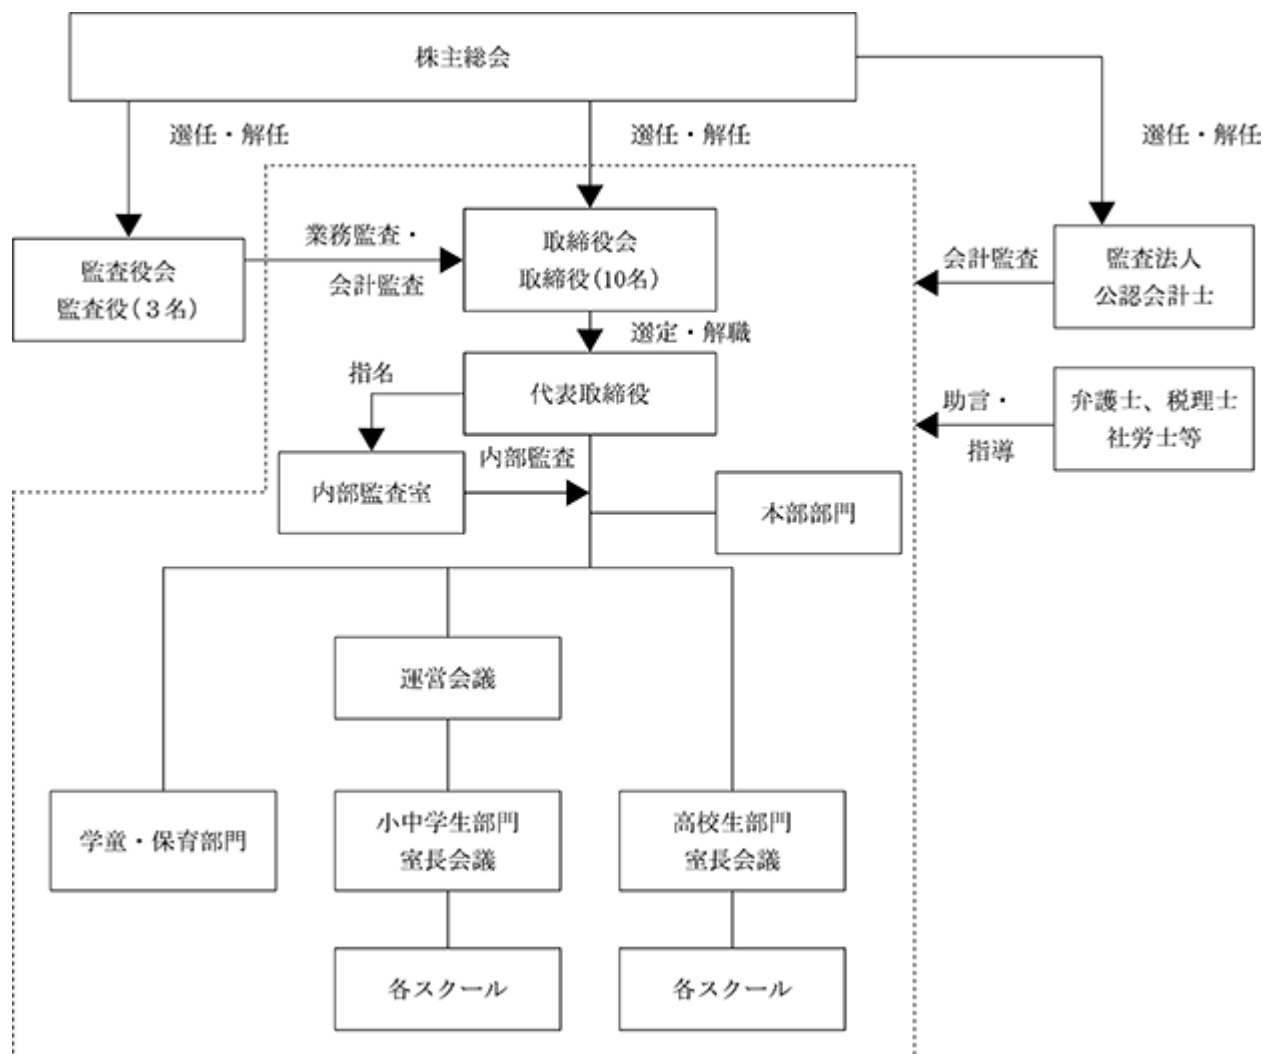 株主総会
選任・解任
選任・解任
選任・解任
業務監査・
会計監査
取締役会
取締役(10名)
会計監査
監査法人
公認会計士
監査役会
監査役(３名)
選定・解職
指名
代表取締役
助言・
指導
弁護士、税理士
社労士等
内部監査
内部監査室
本部部門
運営会議
学童・保育部門
小中学生部門
室長会議
高校生部門
室長会議
各スクール
各スクール